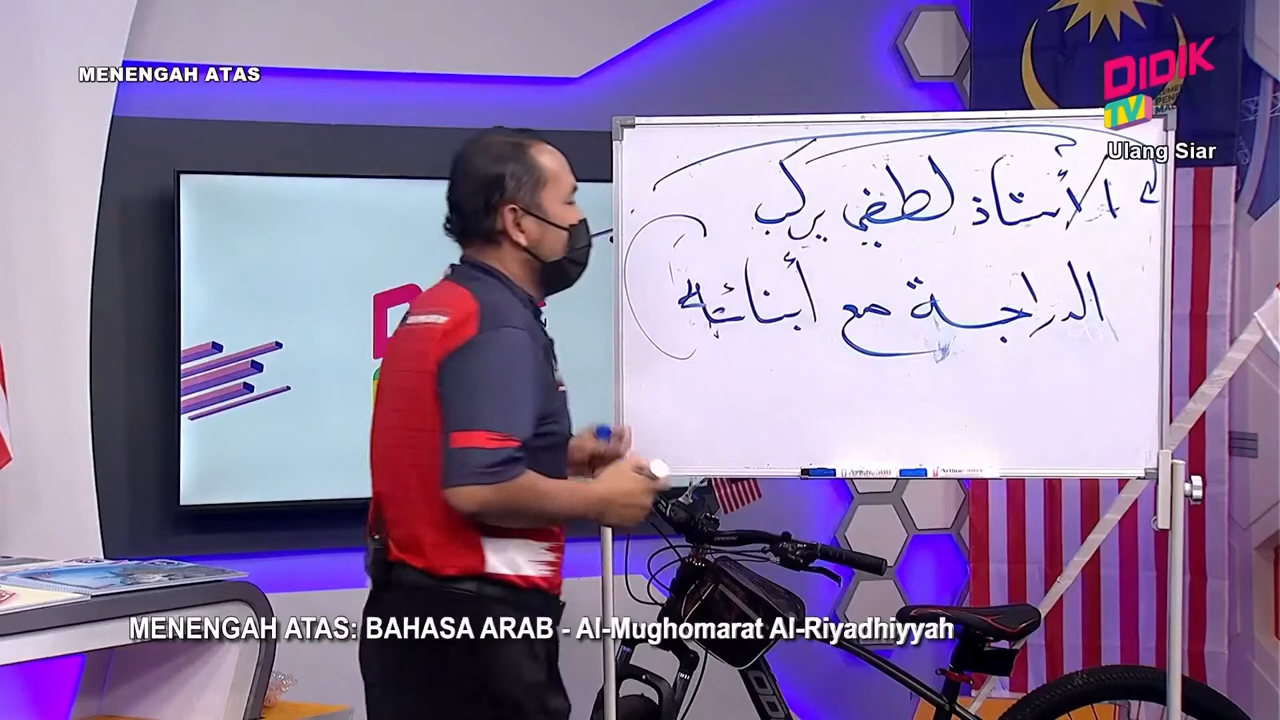 MENENGAH ATAS
DIDIK
TV
Ulang Siar
الأستاذ لطفي يركب
الدراجة مع أبنائه
MENENGAH ATAS: BAHASA ARAB - Al-Mughomarat Al-Riyadhiyyah